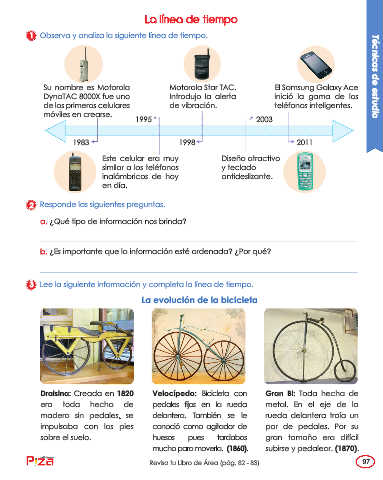 La línea de tiempo
1 Observa y analiza la siguiente línea de tiempo.
Su nombre es Motorola
DynaTAC 8000X fue uno
de los primeros celulares
móviles en crearse.
Motorola Star TAC.
Introdujo la alerta
de vibración.
El Samsung Galaxy Ace
inició la gama de los
teléfonos inteligentes.
1995
2003
1983
1998
2011
Este celular era muy
similar a los teléfonos
inalámbricos de hoy
en día.
Diseño atractivo
y teclado
antideslizante.
2 Responde las siguientes preguntas.
a. ¿Qué tipo de información nos brinda?
b. ¿Es importante que la información esté ordenada? ¿Por qué?
3 Lee la siguiente información y completa la línea de tiempo.
La evolución de la bicicleta
Draisina: Creada en 1820
era toda hecha de
madera sin pedales, se
impulsaba con los pies
sobre el suelo.
Velocípedo: Bicicleta con
pedales fijos en la rueda
delantera. También se le
conoció como agitador de
huesos pues tardabas
mucho para moverlo. (1860).
Gran Bi: Toda hecha de
metal. En el eje de la
rueda delantera traía un
par de pedales. Por su
gran tamaño era difícil
subirse y pedalear. (1870).
Técnicas de estudio
Piza
Revisa tu Libro de Área (pág. 82 - 83)
97